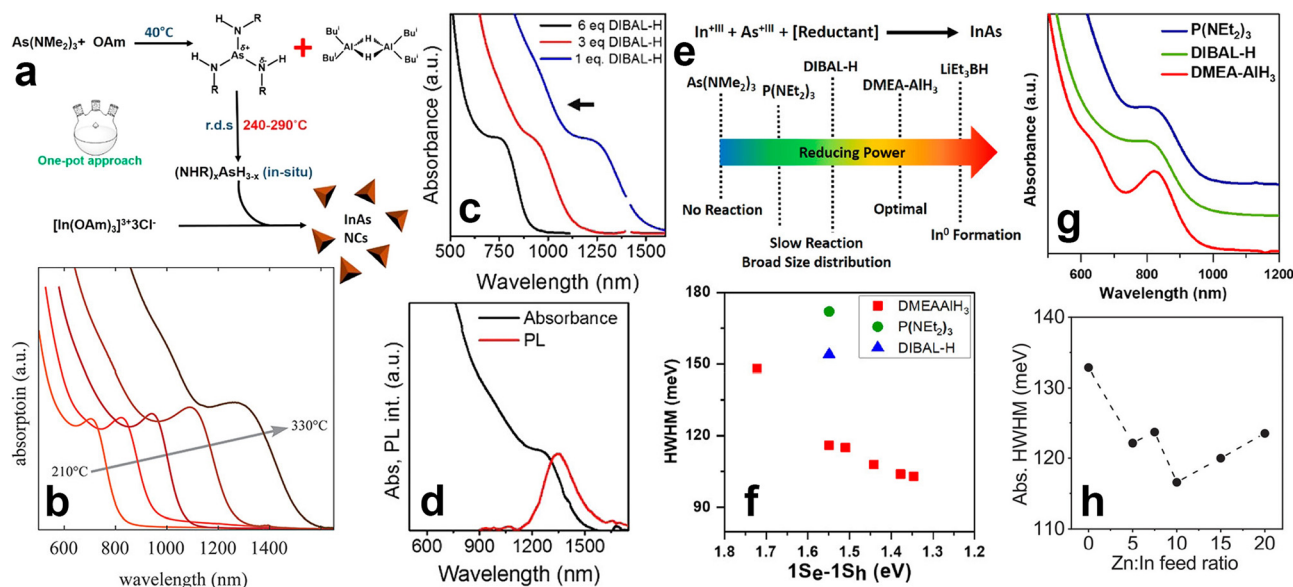 a
As(NMe₂)₃+ OAm
40°C
H
N
R
H
N
As
δ+
N
δ-
H
R
R
+
Buⁱ
Buⁱ
Al
H
H
Al
Buⁱ
Buⁱ
One-pot approach
r.d.s
240-290°C
(NHR)ₓAsH₃₋ₓ (in-situ)
[In(OAm)₃]³⁺3Cl⁻
InAs
NCs
b
absorptoin (a.u.)
210°C
330°C
600 800 1000 1200 1400
wavelength (nm)
c
Absorbance (a.u.)
6 eq DIBAL-H
3 eq DIBAL-H
1 eq. DIBAL-H
500 750 1000 1250 1500
Wavelength (nm)
d
Abs, PL int. (a.u.)
Absorbance
PL
600 900 1200 1500
Wavelength (nm)
e
In⁺ᴵᴵᴵ + As⁺ᴵᴵᴵ + [Reductant]
InAs
As(NMe₂)₃
P(NEt₂)₃
DIBAL-H
DMEA-AlH₃
LiEt₃BH
Reducing Power
No Reaction
Slow Reaction
Broad Size distribution
Optimal
In⁰ Formation
f
HWHM (meV)
180
150
120
90
DMEAAlH₃
P(NEt₂)₃
DIBAL-H
1.8 1.7 1.6 1.5 1.4 1.3 1.2
1Sₑ-1Sₕ (eV)
g
Absorbance (a.u.)
P(NEt₂)₃
DIBAL-H
DMEA-AlH₃
600 800 1000 1200
Wavelength (nm)
h
Abs. HWHM (meV)
140
130
120
110
0 5 10 15 20
Zn:In feed ratio